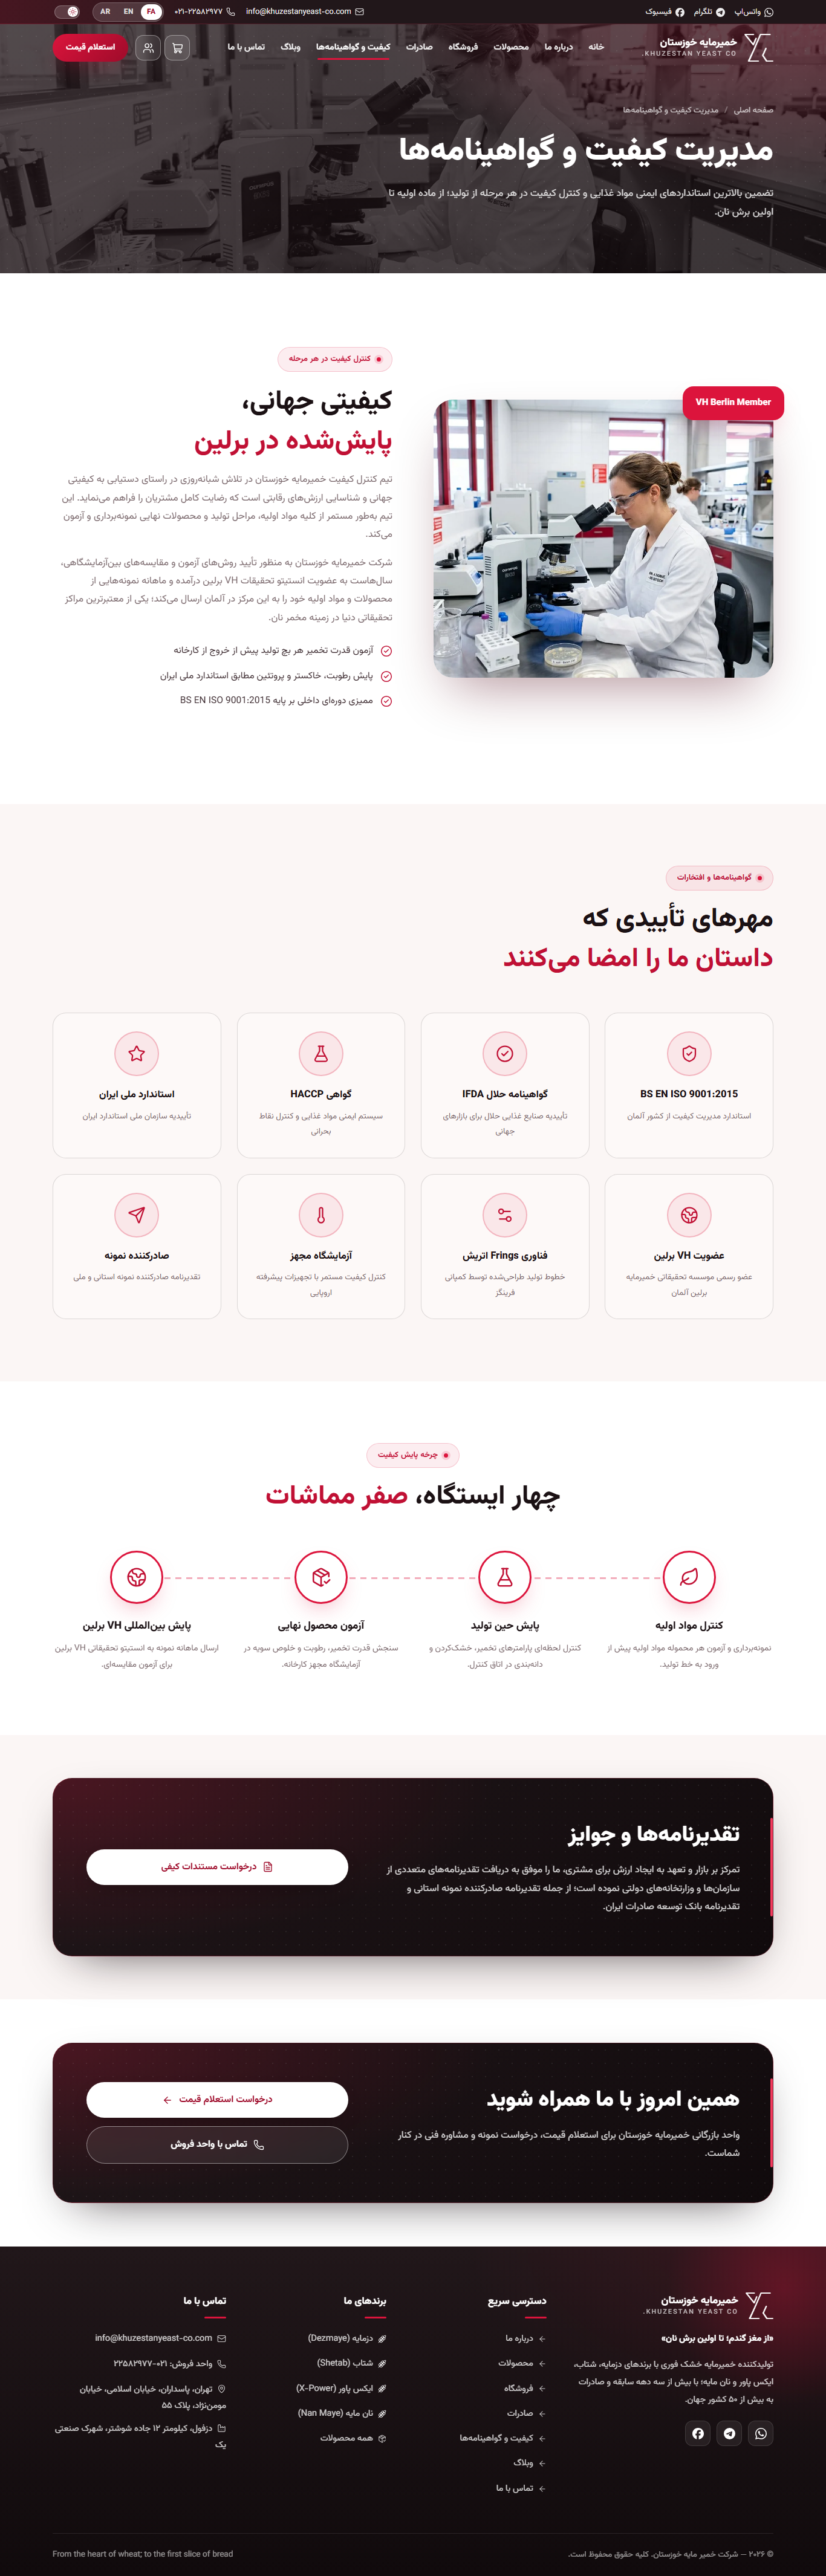 واتس‌اپ تلگرام فیسبوک info@khuzestanyeast-co.com ۰۲۱-۲۲۵۸۲۹۷۷ FA EN AR
خمیرمایه خوزستان
KHUZESTAN YEAST CO.
خانه درباره ما محصولات فروشگاه صادرات کیفیت و گواهینامه‌ها وبلاگ تماس با ما استعلام قیمت
صفحه اصلی / مدیریت کیفیت و گواهینامه‌ها
مدیریت کیفیت و گواهینامه‌ها
تضمین بالاترین استانداردهای ایمنی مواد غذایی و کنترل کیفیت در هر مرحله از تولید؛ از ماده اولیه تا
اولین برش نان.
VH Berlin Member
کنترل کیفیت در هر مرحله
کیفیتی جهانی،
پایش‌شده در برلین
تیم کنترل کیفیت خمیرمایه خوزستان در تلاش شبانه‌روزی در راستای دستیابی به کیفیتی
جهانی و شناسایی ارزش‌های رقابتی است که رضایت کامل مشتریان را فراهم می‌نماید. این
تیم به‌طور مستمر از کلیه مواد اولیه، مراحل تولید و محصولات نهایی نمونه‌برداری و آزمون
می‌کند.
شرکت خمیرمایه خوزستان به منظور تأیید روش‌های آزمون و مقایسه‌های بین‌آزمایشگاهی،
سال‌هاست به عضویت انستیتو تحقیقات VH برلین درآمده و ماهانه نمونه‌هایی از
محصولات و مواد اولیه خود را به این مرکز در آلمان ارسال می‌کند؛ یکی از معتبرترین مراکز
تحقیقاتی دنیا در زمینه مخمر نان.
آزمون قدرت تخمیر هر بچ تولید پیش از خروج از کارخانه
پایش رطوبت، خاکستر و پروتئین مطابق استاندارد ملی ایران
ممیزی دوره‌ای داخلی بر پایه BS EN ISO 9001:2015
گواهینامه‌ها و افتخارات
مهرهای تأییدی که
داستان ما را امضا می‌کنند
BS EN ISO 9001:2015
استاندارد مدیریت کیفیت از کشور آلمان
گواهینامه حلال IFDA
تأییدیه صنایع غذایی حلال برای بازارهای
جهانی
گواهی HACCP
سیستم ایمنی مواد غذایی و کنترل نقاط
بحرانی
استاندارد ملی ایران
تأییدیه سازمان ملی استاندارد ایران
عضویت VH برلین
عضو رسمی موسسه تحقیقاتی خمیرمایه
برلین آلمان
فناوری Frings اتریش
خطوط تولید طراحی‌شده توسط کمپانی
فرینگز
آزمایشگاه مجهز
کنترل کیفیت مستمر با تجهیزات پیشرفته
اروپایی
صادرکننده نمونه
تقدیرنامه صادرکننده نمونه استانی و ملی
چرخه پایش کیفیت
چهار ایستگاه، صفر مماشات
کنترل مواد اولیه
نمونه‌برداری و آزمون هر محموله مواد اولیه پیش از
ورود به خط تولید.
پایش حین تولید
کنترل لحظه‌ای پارامترهای تخمیر، خشک‌کردن و
دانه‌بندی در اتاق کنترل.
آزمون محصول نهایی
سنجش قدرت تخمیر، رطوبت و خلوص سویه در
آزمایشگاه مجهز کارخانه.
پایش بین‌المللی VH برلین
ارسال ماهانه نمونه به انستیتو تحقیقاتی VH برلین
برای آزمون مقایسه‌ای.
تقدیرنامه‌ها و جوایز
تمرکز بر بازار و تعهد به ایجاد ارزش برای مشتری، ما را موفق به دریافت تقدیرنامه‌های متعددی از
سازمان‌ها و وزارتخانه‌های دولتی نموده است؛ از جمله تقدیرنامه صادرکننده نمونه استانی و
تقدیرنامه بانک توسعه صادرات ایران.
درخواست مستندات کیفی
همین امروز با ما همراه شوید
واحد بازرگانی خمیرمایه خوزستان برای استعلام قیمت، درخواست نمونه و مشاوره فنی در کنار
شماست.
درخواست استعلام قیمت
تماس با واحد فروش
خمیرمایه خوزستان
KHUZESTAN YEAST CO.
«از مغز گندم؛ تا اولین برش نان»
تولیدکننده خمیرمایه خشک فوری با برندهای دزمایه، شتاب،
ایکس پاور و نان مایه؛ با بیش از سه دهه سابقه و صادرات
به بیش از ۵۰ کشور جهان.
دسترسی سریع
درباره ما
محصولات
فروشگاه
صادرات
کیفیت و گواهینامه‌ها
وبلاگ
تماس با ما
برندهای ما
دزمایه (Dezmaye)
شتاب (Shetab)
ایکس پاور (X-Power)
نان مایه (Nan Maye)
همه محصولات
تماس با ما
info@khuzestanyeast-co.com
واحد فروش: ۰۲۱-۲۲۵۸۲۹۷۷
تهران، پاسداران، خیابان اسلامی، خیابان
مومن‌نژاد، پلاک ۵۵
دزفول، کیلومتر ۱۲ جاده شوشتر، شهرک صنعتی
یک
© ۲۰۲۶ — شرکت خمیر مایه خوزستان. کلیه حقوق محفوظ است.
From the heart of wheat; to the first slice of bread